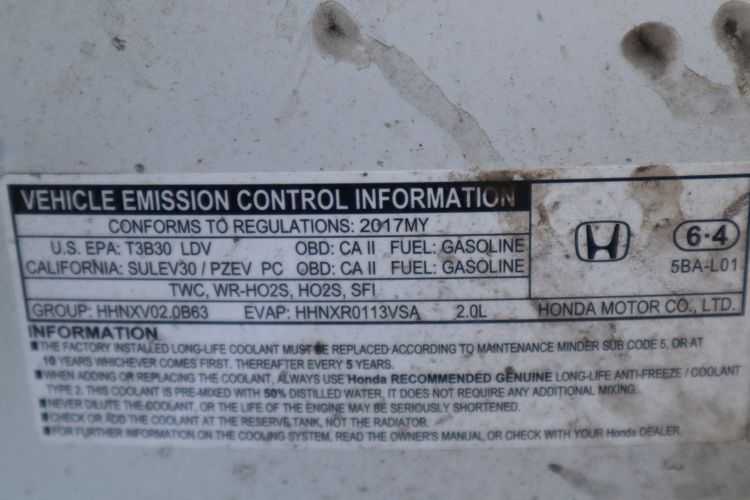 VEHICLE EMISSION CONTROL INFORMATION
CONFORMS TO REGULATIONS: 2017MY
U.S. EPA: T3B30 LDV OBD: CA II FUEL: GASOLINE
CALIFORNIA: SULEV30 / PZEV PC OBD: CA II FUEL: GASOLINE
TWC, WR-HO2S, HO2S, SFI
GROUP: HHNXV02.0B63 EVAP: HHNXR0113VSA 2.0L
6·4
5BA-L01
HONDA MOTOR CO., LTD.
INFORMATION
■THE FACTORY INSTALLED LONG-LIFE COOLANT MUST BE REPLACED ACCORDING TO MAINTENANCE MINDER SUB CODE 5, OR AT
10 YEARS WHICHEVER COMES FIRST. THEREAFTER EVERY 5 YEARS.
■WHEN ADDING OR REPLACING THE COOLANT, ALWAYS USE Honda RECOMMENDED GENUINE LONG-LIFE ANTI-FREEZE / COOLANT
TYPE 2. THIS COOLANT IS PRE-MIXED WITH 50% DISTILLED WATER. IT DOES NOT REQUIRE ANY ADDITIONAL MIXING.
■NEVER DILUTE THE COOLANT, OR THE LIFE OF THE ENGINE MAY BE SERIOUSLY SHORTENED.
■CHECK OR ADD THE COOLANT AT THE RESERVE TANK, NOT THE RADIATOR.
■FOR FURTHER INFORMATION ON THE COOLING SYSTEM, READ THE OWNER'S MANUAL OR CHECK WITH YOUR Honda DEALER.